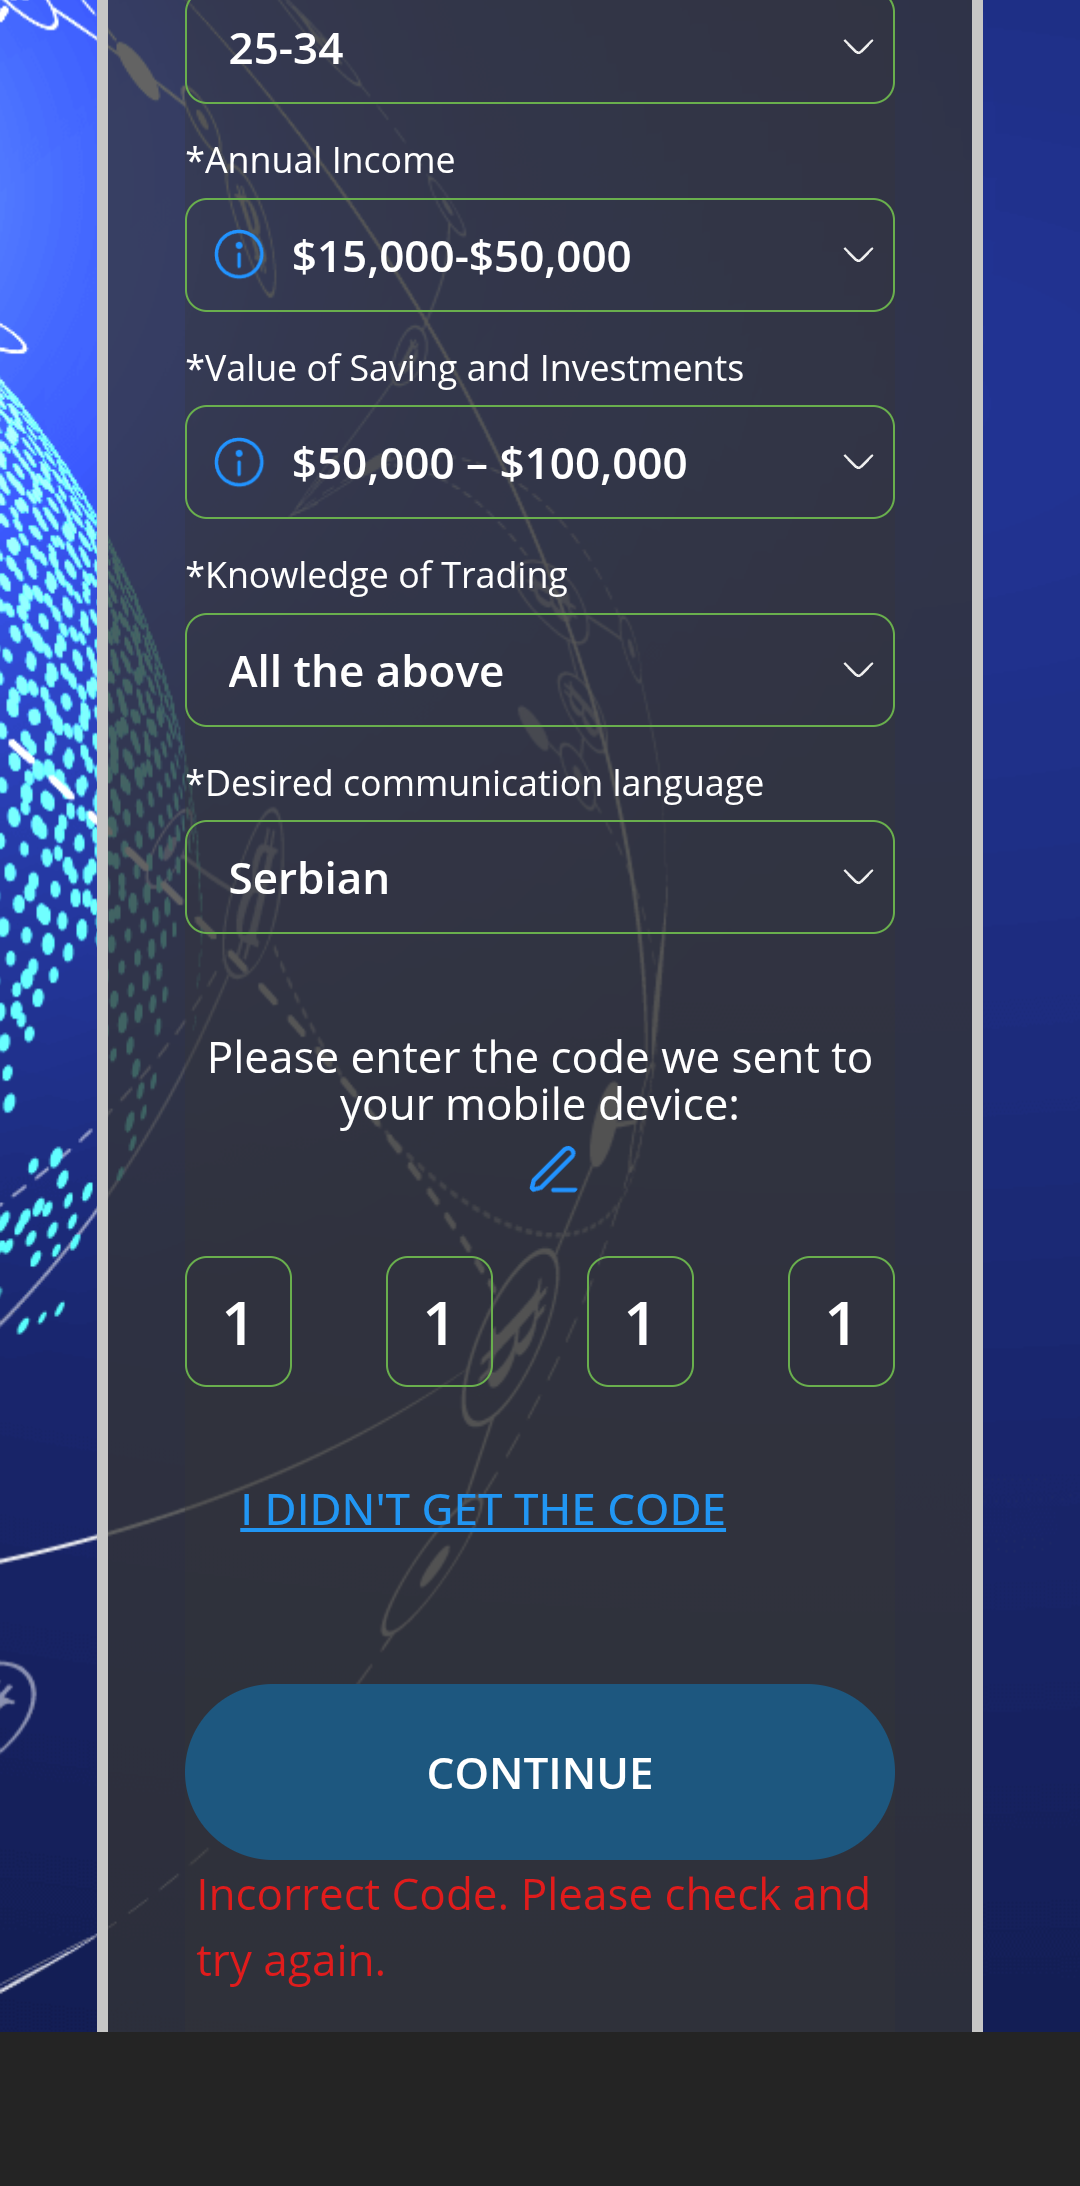 25-34
*Annual Income
$15,000-$50,000
*Value of Saving and Investments
$50,000 – $100,000
*Knowledge of Trading
All the above
*Desired communication language
Serbian
Please enter the code we sent to
your mobile device:
1 1 1 1
I DIDN'T GET THE CODE
CONTINUE
Incorrect Code. Please check and
try again.